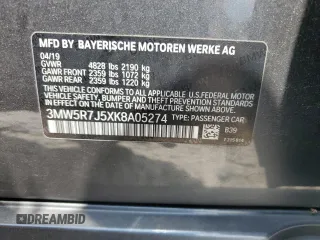 MFD BY BAYERISCHE MOTOREN WERKE AG
04/19
GVWR 4828 lbs 2190 kg
GAWR FRONT 2359 lbs 1072 kg
GAWR REAR 2359 lbs 1220 kg
THIS VEHICLE CONFORMS TO ALL APPLICABLE U.S. FEDERAL MOTOR
VEHICLE SAFETY, BUMPER, AND THEFT PREVENTION STANDARDS IN
EFFECT ON THE DATE OF MANUFACTURE SHOWN ABOVE.
3MW5R7J5XK8A05274 TYPE: PASSENGER CAR
B39
DREAMBID